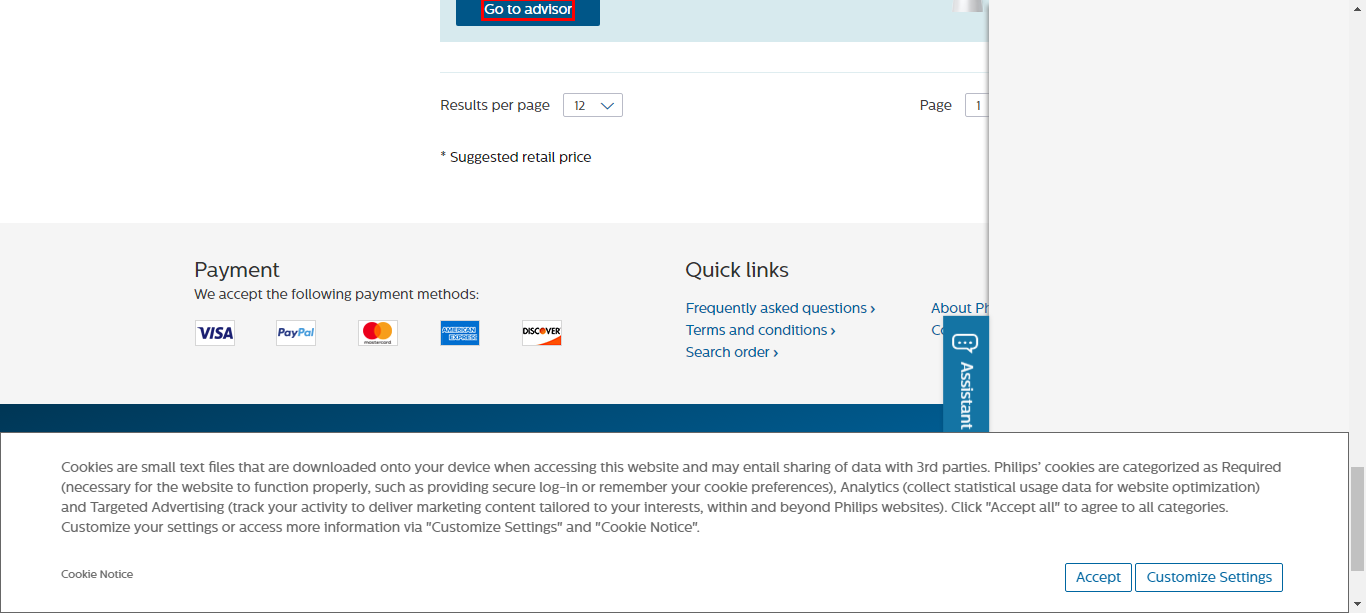 Go to advisor
Results per page 12
Page 1
* Suggested retail price
Payment
We accept the following payment methods:
VISA PayPal mastercard AMERICAN EXPRESS DISCOVER
Quick links
Frequently asked questions ›
Terms and conditions ›
Search order ›
About Ph
Co
Assistant
Cookies are small text files that are downloaded onto your device when accessing this website and may entail sharing of data with 3rd parties. Philips’ cookies are categorized as Required
(necessary for the website to function properly, such as providing secure log-in or remember your cookie preferences), Analytics (collect statistical usage data for website optimization)
and Targeted Advertising (track your activity to deliver marketing content tailored to your interests, within and beyond Philips websites). Click "Accept all" to agree to all categories.
Customize your settings or access more information via "Customize Settings" and "Cookie Notice".
Cookie Notice
Accept
Customize Settings